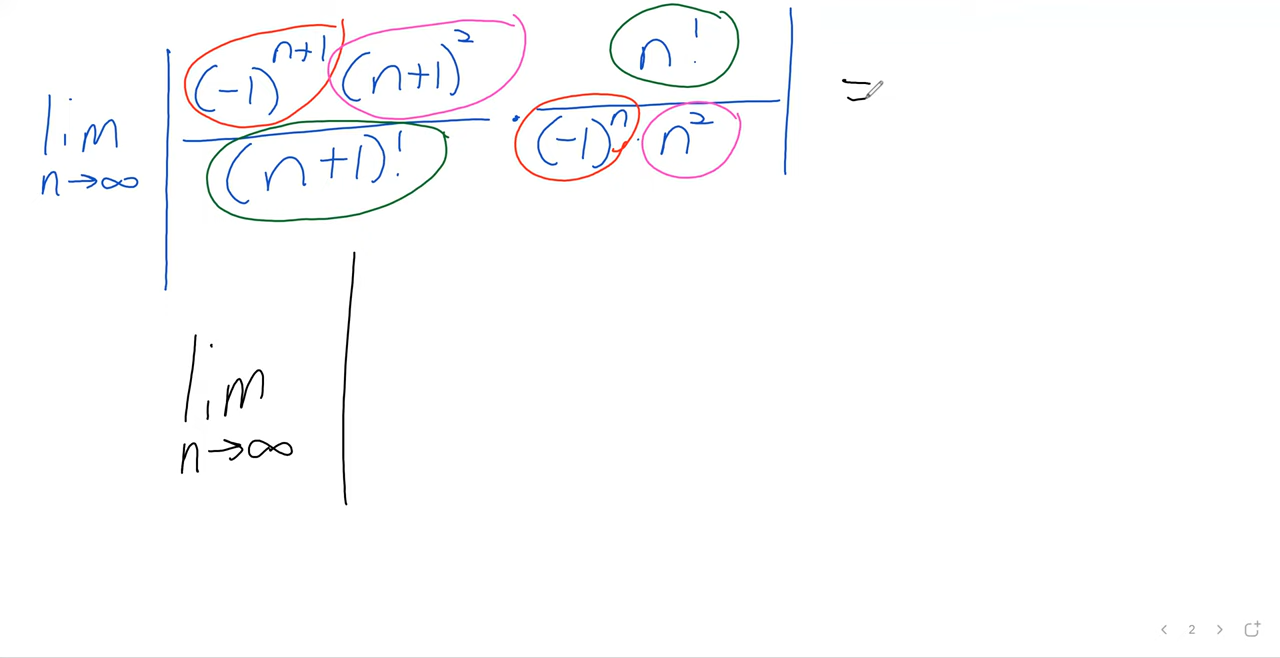 lim n→∞ | (-1)^{n+1} (n+1)^2 / (n+1)! · n! / (-1)^n · n^2 | =
lim n→∞ |
2